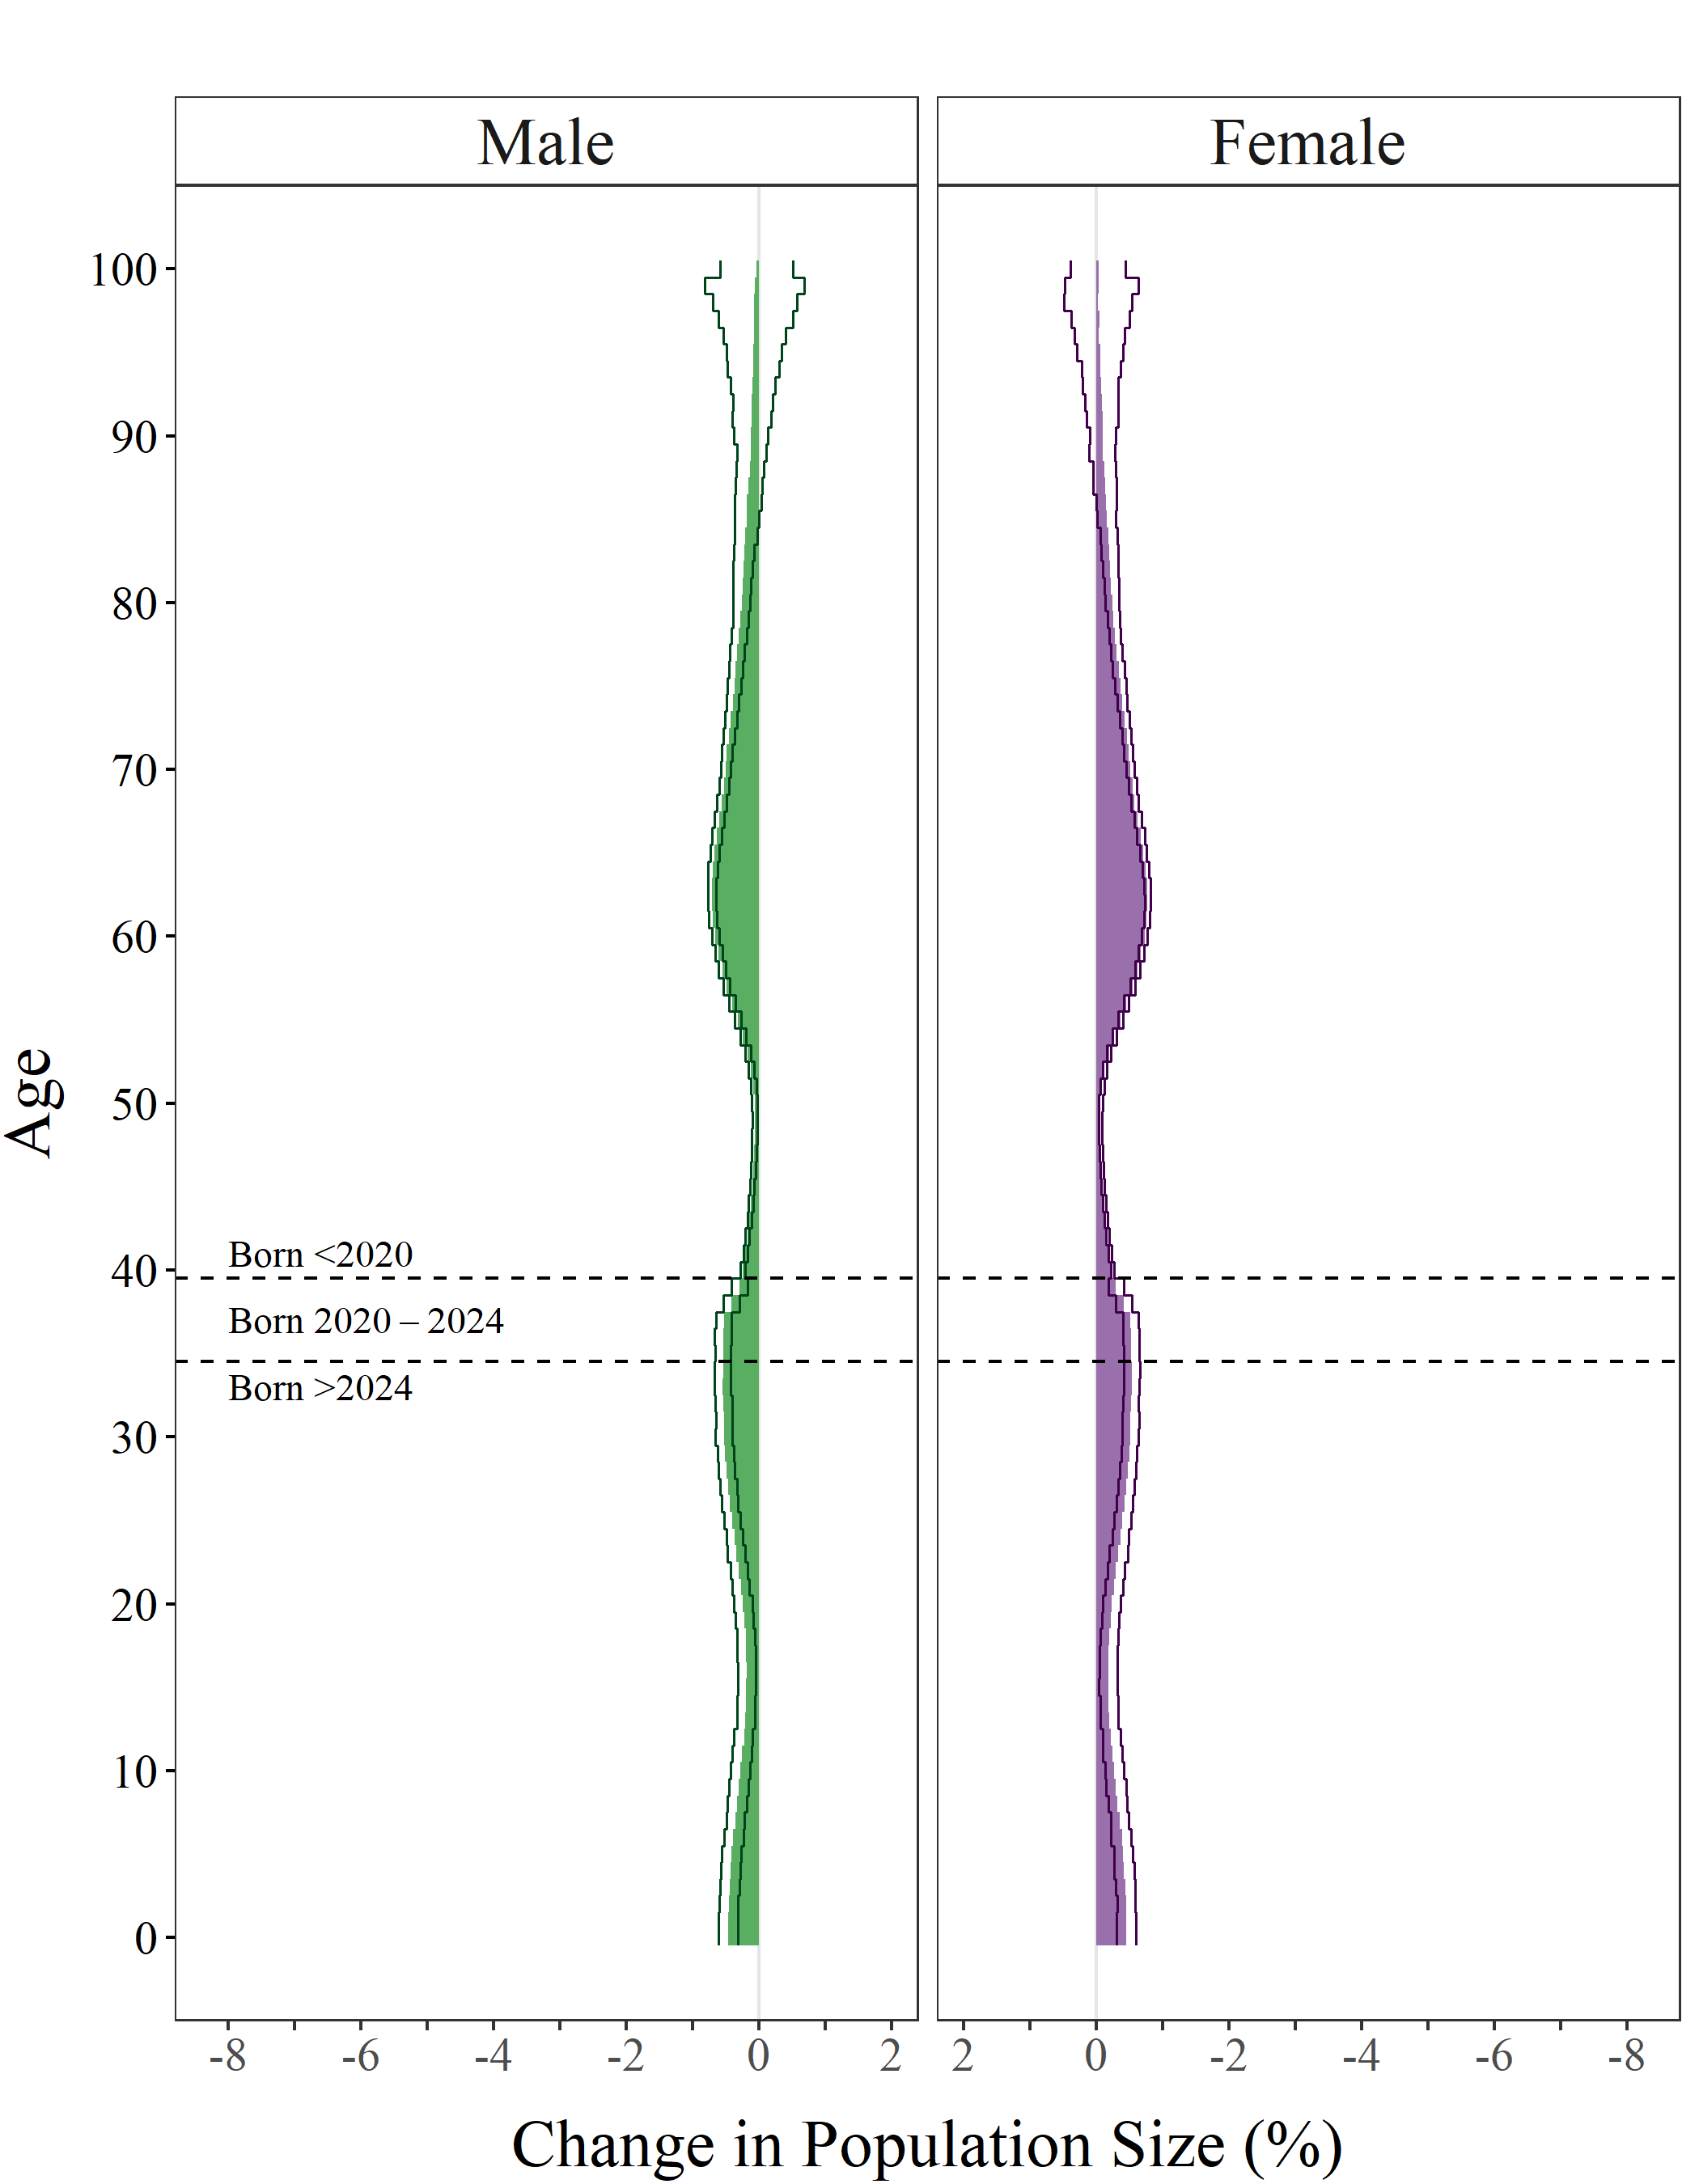 Male Female
100
90
80
70
60
50
40
30
20
10
0
Age
Born <2020
Born 2020 – 2024
Born >2024
-8 -6 -4 -2 0 2 2 0 -2 -4 -6 -8
Change in Population Size (%)